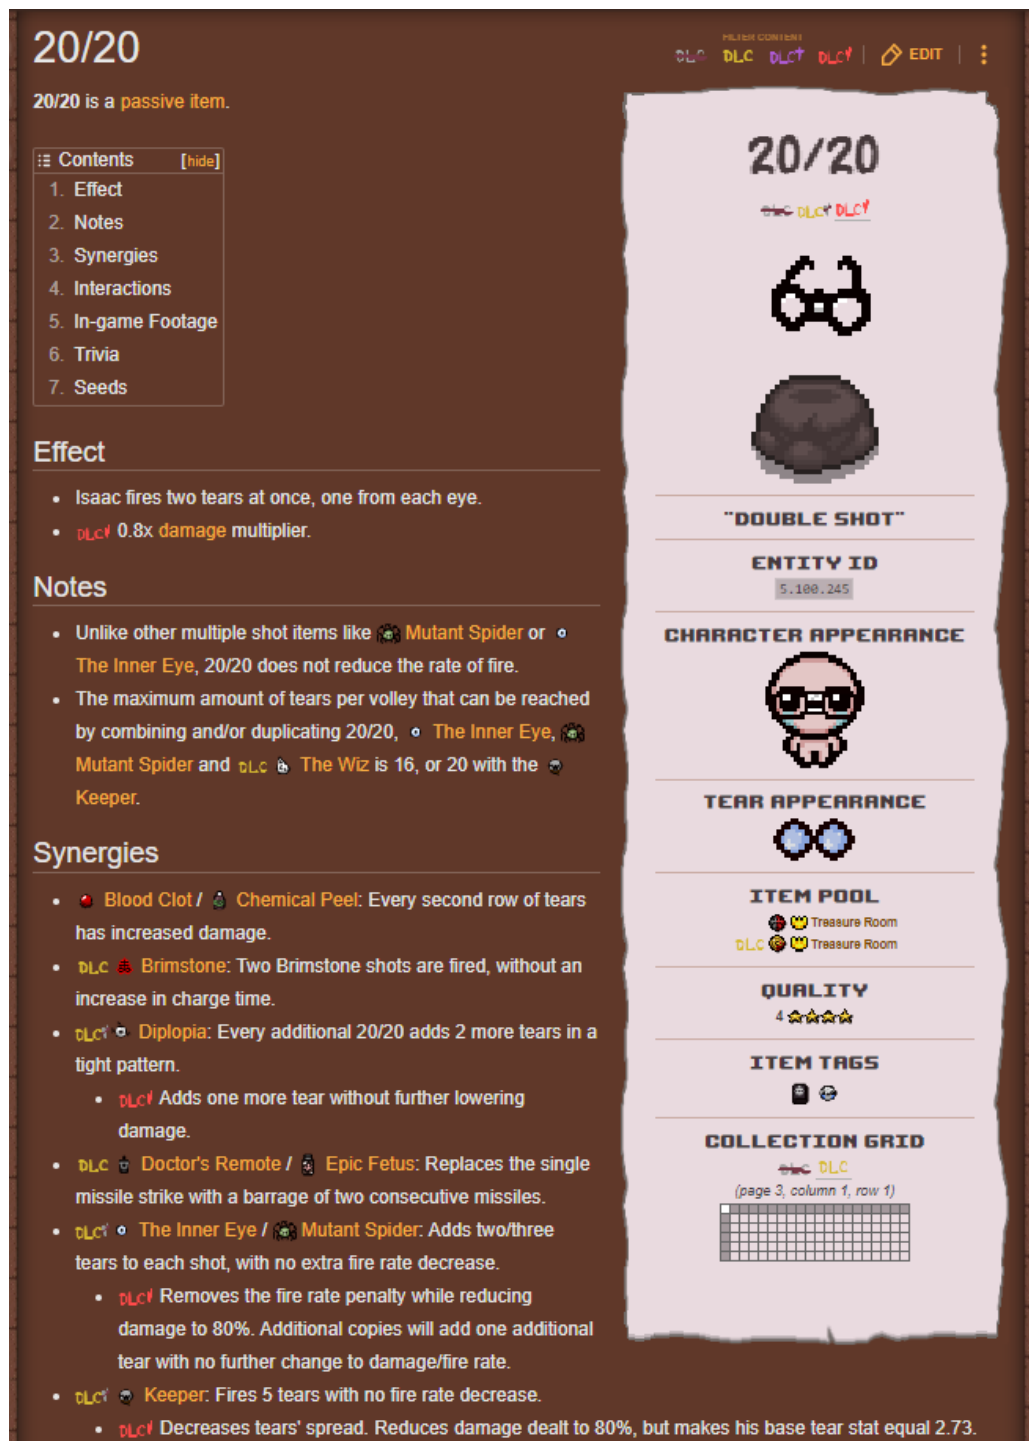 20/20
FILTER CONTENT
DLC DLC DLC† DLC | EDIT |
20/20 is a passive item.
Contents [hide]
1. Effect
2. Notes
3. Synergies
4. Interactions
5. In-game Footage
6. Trivia
7. Seeds
Effect
• Isaac fires two tears at once, one from each eye.
• DLC 0.8x damage multiplier.
Notes
• Unlike other multiple shot items like Mutant Spider or
The Inner Eye, 20/20 does not reduce the rate of fire.
• The maximum amount of tears per volley that can be reached
by combining and/or duplicating 20/20, The Inner Eye,
Mutant Spider and DLC The Wiz is 16, or 20 with the
Keeper.
Synergies
• Blood Clot / Chemical Peel: Every second row of tears
has increased damage.
• DLC Brimstone: Two Brimstone shots are fired, without an
increase in charge time.
• DLC Diplopia: Every additional 20/20 adds 2 more tears in a
tight pattern.
• DLC Adds one more tear without further lowering
damage.
• DLC Doctor's Remote / Epic Fetus: Replaces the single
missile strike with a barrage of two consecutive missiles.
• DLC The Inner Eye / Mutant Spider: Adds two/three
tears to each shot, with no extra fire rate decrease.
• DLC Removes the fire rate penalty while reducing
damage to 80%. Additional copies will add one additional
tear with no further change to damage/fire rate.
• DLC Keeper: Fires 5 tears with no fire rate decrease.
• DLC Decreases tears' spread. Reduces damage dealt to 80%, but makes his base tear stat equal 2.73.
20/20
DLC DLC DLC
"DOUBLE SHOT"
ENTITY ID
5.100.245
CHARACTER APPEARANCE
TEAR APPEARANCE
ITEM POOL
Treasure Room
DLC Treasure Room
QUALITY
4
ITEM TAGS
COLLECTION GRID
DLC DLC
(page 3, column 1, row 1)